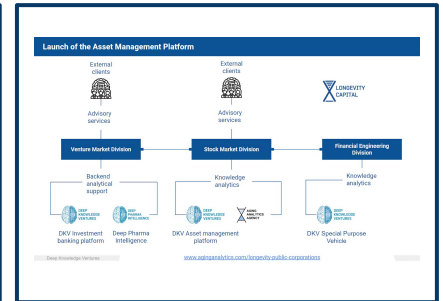 Launch of the Asset Management Platform
External
clients
External
clients
LONGEVITY
CAPITAL
Advisory
services
Advisory
services
Venture Market Division
Stock Market Division
Financial Engineering
Division
Backend
analytical
support
Knowledge
analytics
Knowledge
analytics
DEEP
KNOWLEDGE
VENTURES
DEEP
PHARMA
INTELLIGENCE
DEEP
KNOWLEDGE
VENTURES
AGING
ANALYTICS
AGENCY
DEEP
KNOWLEDGE
VENTURES
DKV Investment
banking platform
Deep Pharma
Intelligence
DKV Asset management
platform
DKV Special Purpose
Vehicle
Deep Knowledge Ventures
www.aginganalytics.com/longevity-public-corporations